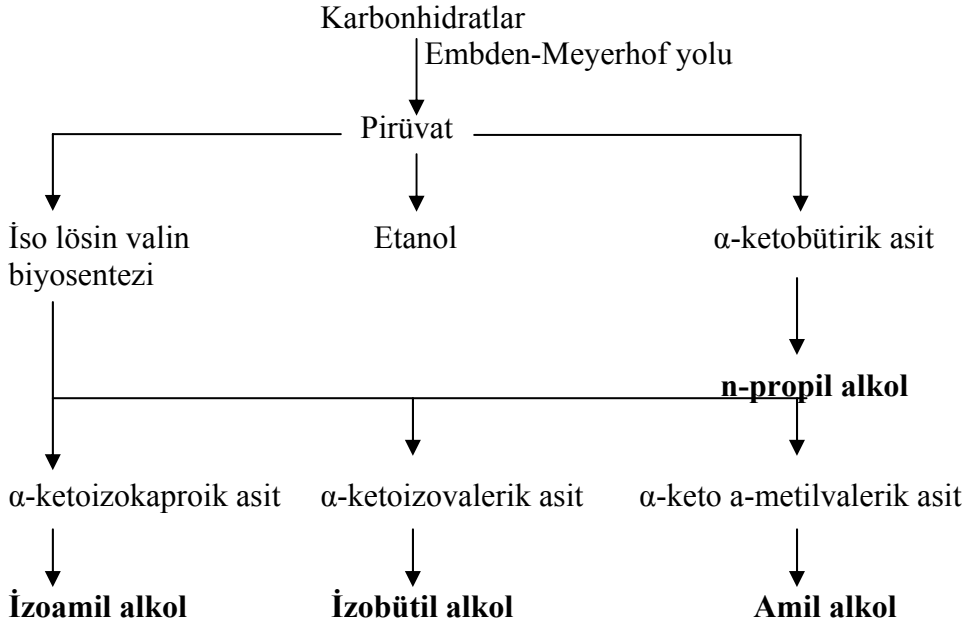 Karbonhidratlar
Embden-Meyerhof yolu
Pirüvat
İso lösin valin
biyosentezi
Etanol
α-ketobütirik asit
n-propil alkol
α-ketoizokaproik asit
α-ketoizovalerik asit
α-keto a-metilvalerik asit
İzoamil alkol
İzobütil alkol
Amil alkol